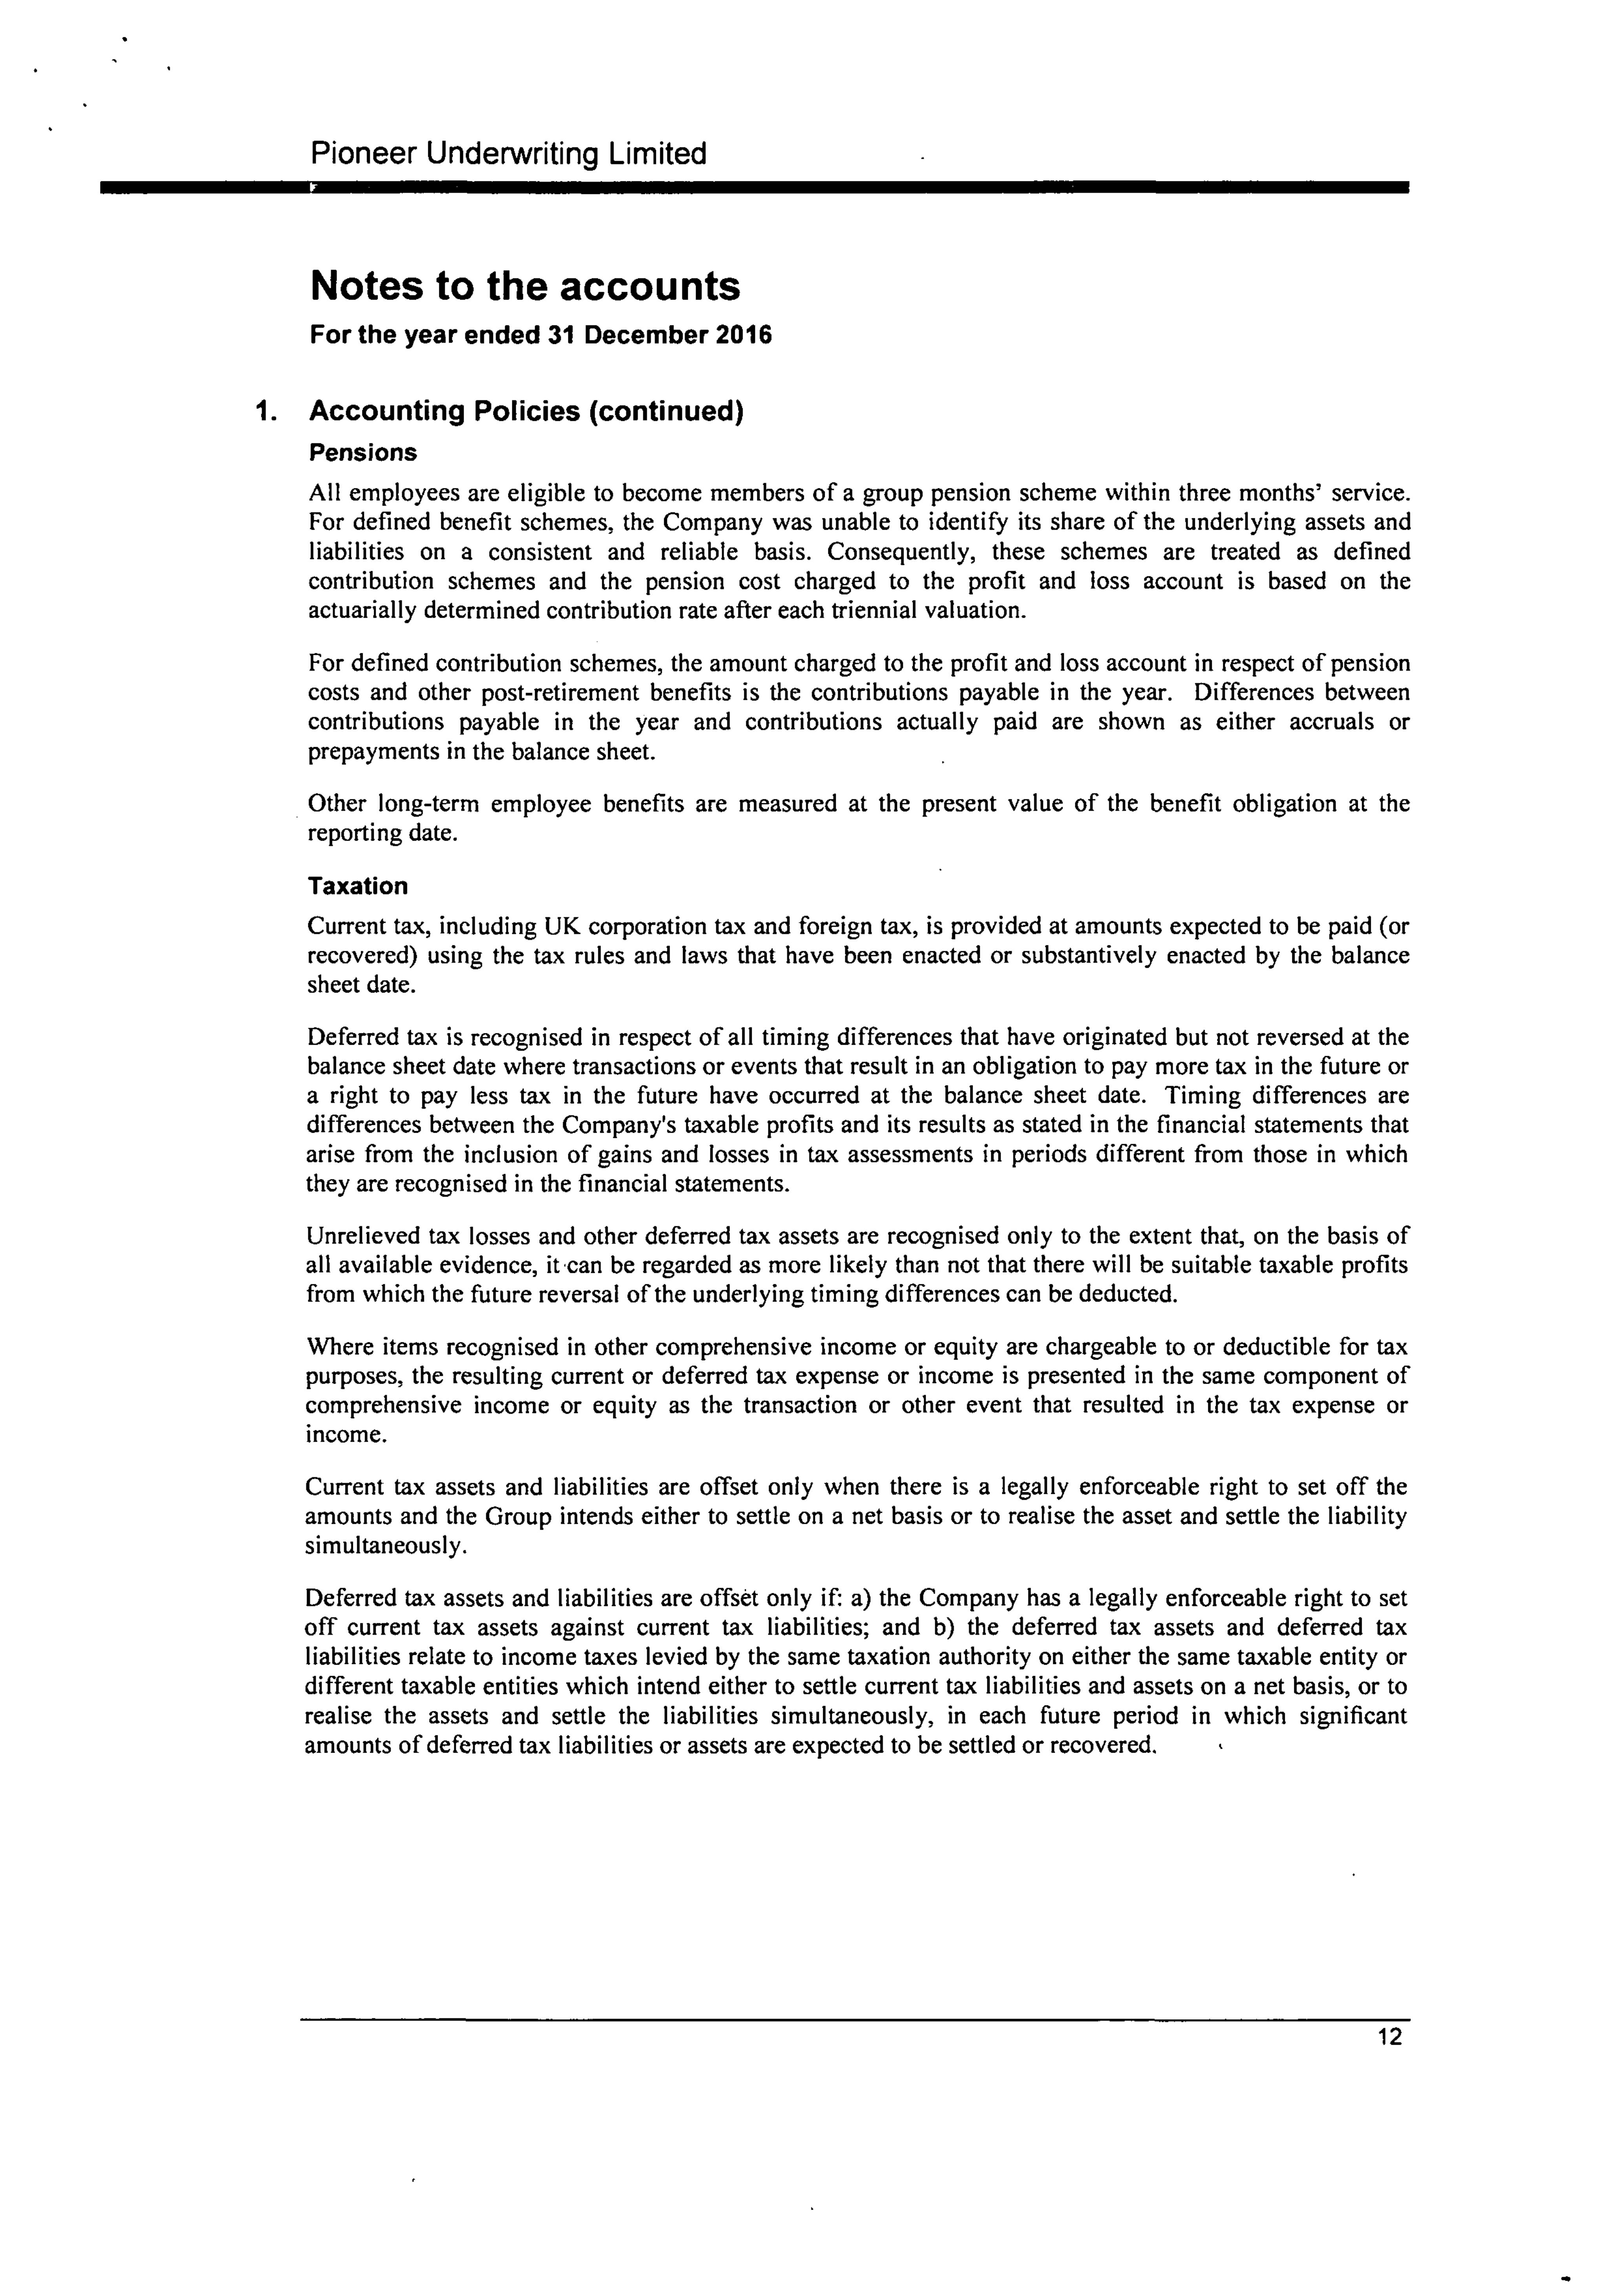 Pioneer Underwriting Limited
Notes to the accounts
For the year ended 31 December 2016
1. Accounting Policies (continued)
Pensions
All employees are eligible to become members of a group pension scheme within three months' service.
For defined benefit schemes, the Company was unable to identify its share of the underlying assets and
liabilities on a consistent and reliable basis. Consequently, these schemes are treated as defined
contribution schemes and the pension cost charged to the profit and loss account is based on the
actuarially determined contribution rate after each triennial valuation.
For defined contribution schemes, the amount charged to the profit and loss account in respect of pension
costs and other post-retirement benefits is the contributions payable in the year. Differences between
contributions payable in the year and contributions actually paid are shown as either accruals or
prepayments in the balance sheet.
Other long-term employee benefits are measured at the present value of the benefit obligation at the
reporting date.
Taxation
Current tax, including UK corporation tax and foreign tax, is provided at amounts expected to be paid (or
recovered) using the tax rules and laws that have been enacted or substantively enacted by the balance
sheet date.
Deferred tax is recognised in respect of all timing differences that have originated but not reversed at the
balance sheet date where transactions or events that result in an obligation to pay more tax in the future or
a right to pay less tax in the future have occurred at the balance sheet date. Timing differences are
differences between the Company's taxable profits and its results as stated in the financial statements that
arise from the inclusion of gains and losses in tax assessments in periods different from those in which
they are recognised in the financial statements.
Unrelieved tax losses and other deferred tax assets are recognised only to the extent that, on the basis of
all available evidence, it can be regarded as more likely than not that there will be suitable taxable profits
from which the future reversal of the underlying timing differences can be deducted.
Where items recognised in other comprehensive income or equity are chargeable to or deductible for tax
purposes, the resulting current or deferred tax expense or income is presented in the same component of
comprehensive income or equity as the transaction or other event that resulted in the tax expense or
income.
Current tax assets and liabilities are offset only when there is a legally enforceable right to set off the
amounts and the Group intends either to settle on a net basis or to realise the asset and settle the liability
simultaneously.
Deferred tax assets and liabilities are offset only if: a) the Company has a legally enforceable right to set
off current tax assets against current tax liabilities; and b) the deferred tax assets and deferred tax
liabilities relate to income taxes levied by the same taxation authority on either the same taxable entity or
different taxable entities which intend either to settle current tax liabilities and assets on a net basis, or to
realise the assets and settle the liabilities simultaneously, in each future period in which significant
amounts of deferred tax liabilities or assets are expected to be settled or recovered.
12